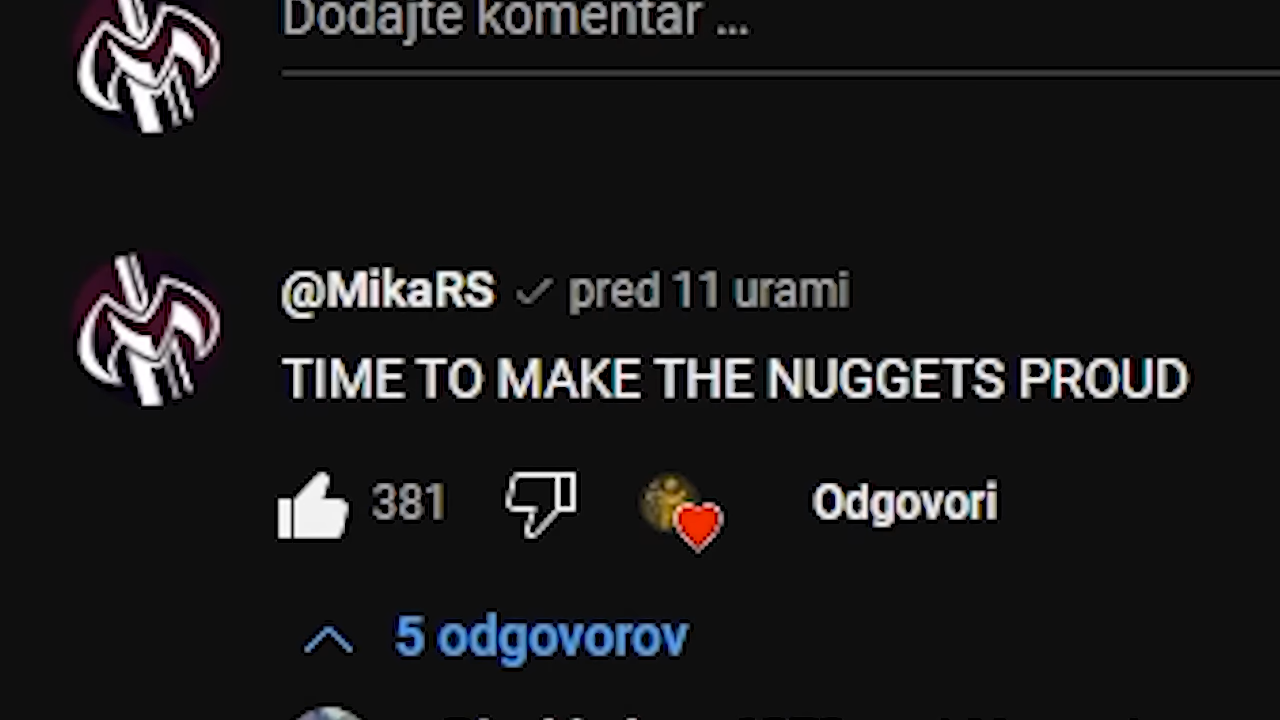 Dodajte komentar ...
@MikaRS pred 11 urami
TIME TO MAKE THE NUGGETS PROUD
381 Odgovori
5 odgovorov